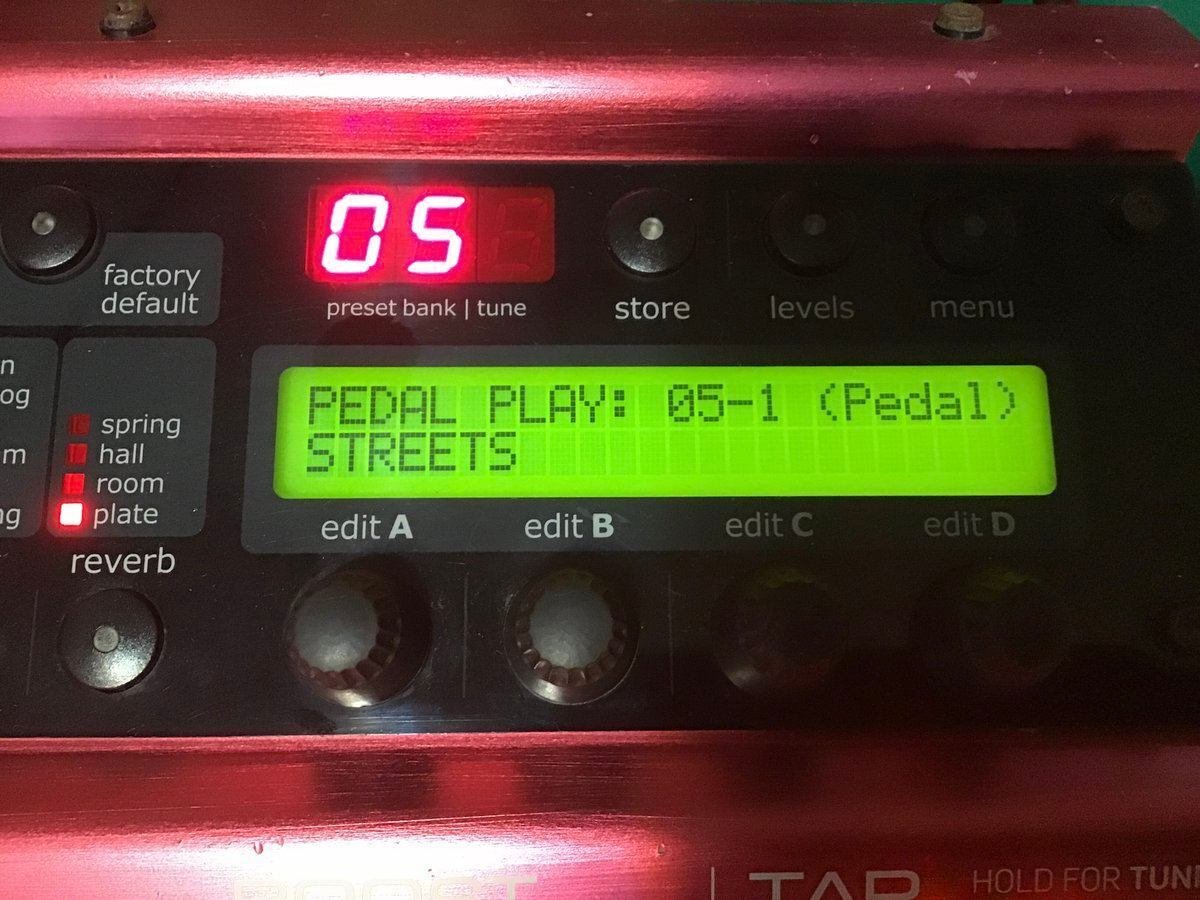 05
factory
default
preset bank | tune
store
levels
menu
spring
hall
room
plate
reverb
PEDAL PLAY: 05-1 (Pedal)
STREETS
edit A
edit B
edit C
edit D
BOOST
TAP
HOLD FOR